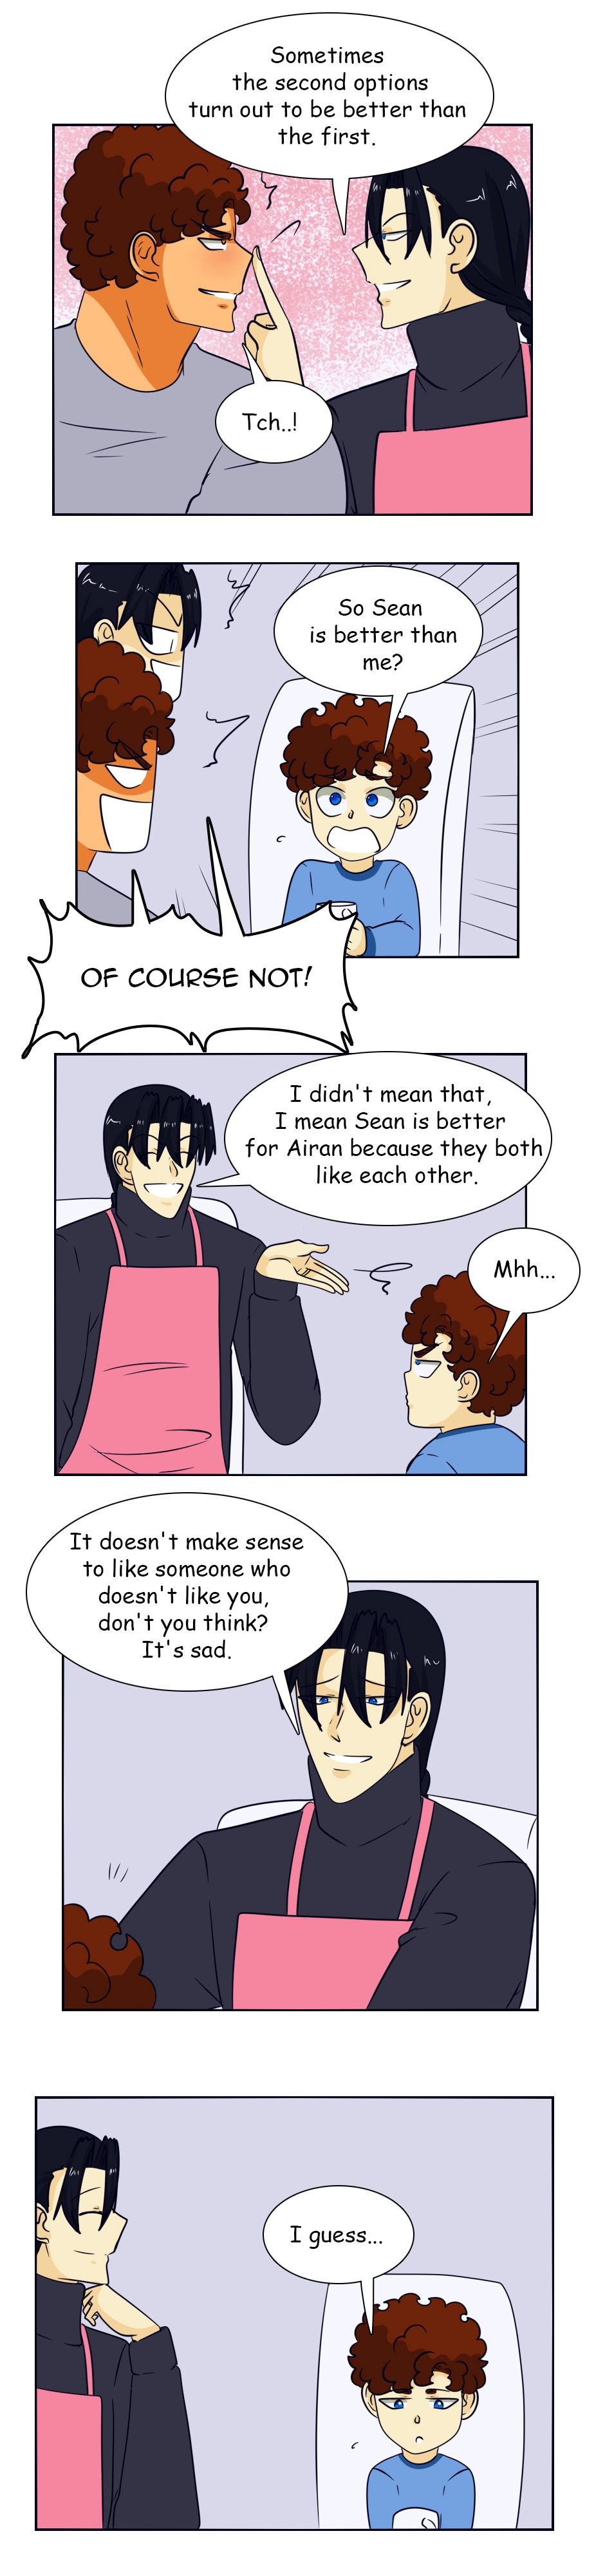 Sometimes
the second options
turn out to be better than
the first.
Tch..!
So Sean
is better than
me?
OF COURSE NOT!
I didn't mean that,
I mean Sean is better
for Airan because they both
like each other.
Mhh...
It doesn't make sense
to like someone who
doesn't like you,
don't you think?
It's sad.
I guess...